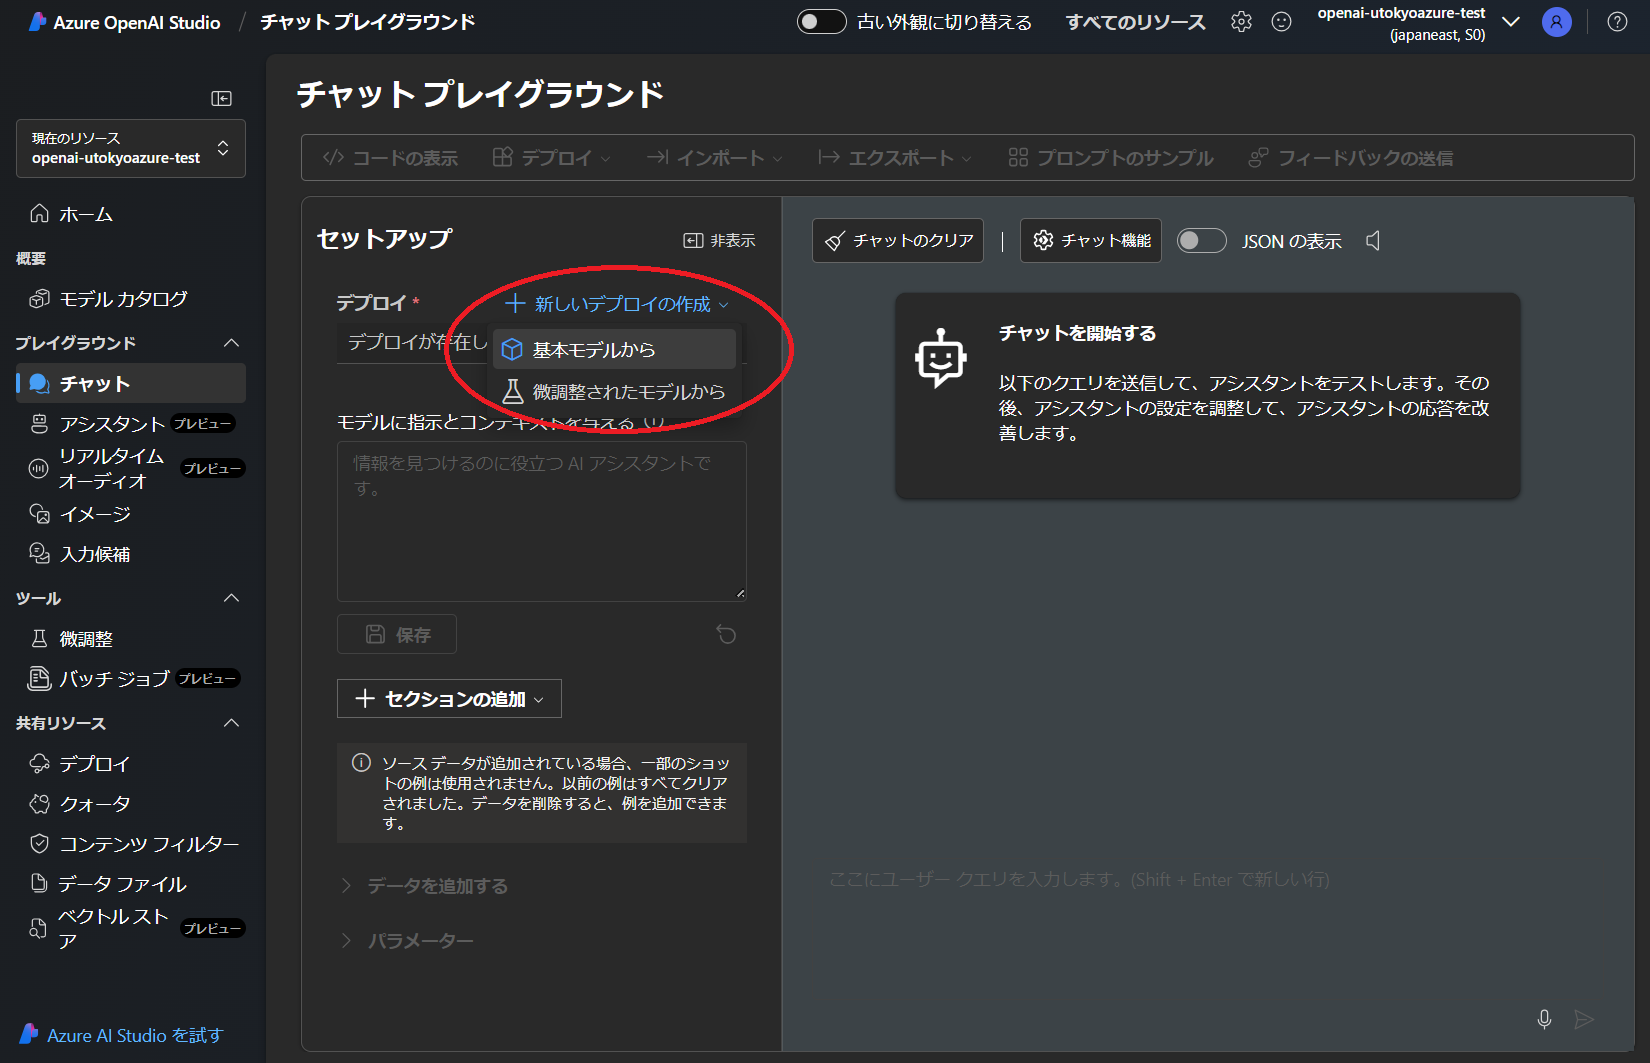 Azure OpenAI Studio / チャット プレイグラウンド
古い外観に切り替える
すべてのリソース
openai-utokyoazure-test
(japaneast, S0)
現在のリソース
openai-utokyoazure-test
ホーム
概要
モデル カタログ
プレイグラウンド
チャット
アシスタント プレビュー
リアルタイム
オーディオ プレビュー
イメージ
入力候補
ツール
微調整
バッチ ジョブ プレビュー
共有リソース
デプロイ
クォータ
コンテンツ フィルター
データ ファイル
ベクトル スト
ア プレビュー
Azure AI Studio を試す
チャット プレイグラウンド
コードの表示
デプロイ
インポート
エクスポート
プロンプトのサンプル
フィードバックの送信
セットアップ
非表示
デプロイ *
新しいデプロイの作成
デプロイが存在し
基本モデルから
微調整されたモデルから
モデルに指示とコンテキストを与える
情報を見つけるのに役立つ AI アシスタントで
す。
保存
セクションの追加
ソース データが追加されている場合、一部のショッ
トの例は使用されません。以前の例はすべてクリア
されました。データを削除すると、例を追加できま
す。
データを追加する
パラメーター
チャットのクリア
チャット機能
JSON の表示
チャットを開始する
以下のクエリを送信して、アシスタントをテストします。その
後、アシスタントの設定を調整して、アシスタントの応答を改
善します。
ここにユーザー クエリを入力します。(Shift + Enter で新しい行)